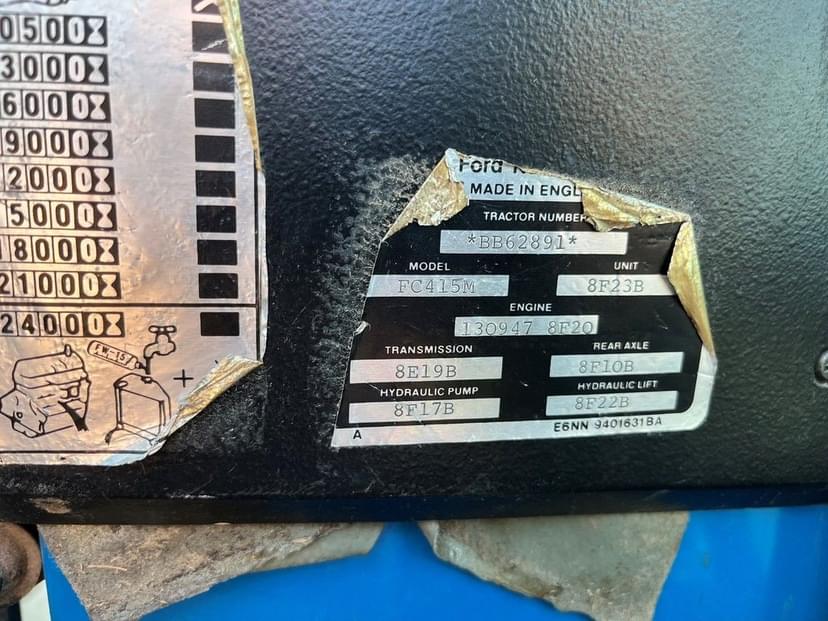 0500
3000
6000
9000
2000
5000
8000
21000
24000
FW-15
+
Ford
MADE IN ENGL
TRACTOR NUMBER
*BB62891*
MODEL UNIT
FC415M 8F23B
ENGINE
130947 8F20
TRANSMISSION REAR AXLE
8E19B 8F10B
HYDRAULIC PUMP HYDRAULIC LIFT
8F17B 8F22B
A E6NN 9401631BA